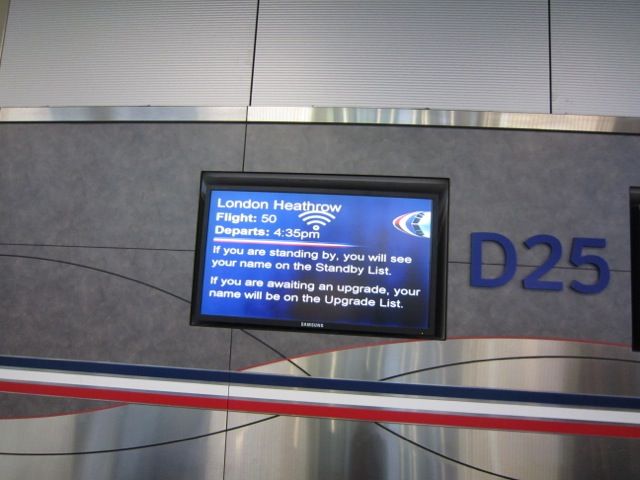 London Heathrow
Flight: 50
Departs: 4:35pm
If you are standing by, you will see
your name on the Standby List.
If you are awaiting an upgrade, your
name will be on the Upgrade List.
SAMSUNG
D25